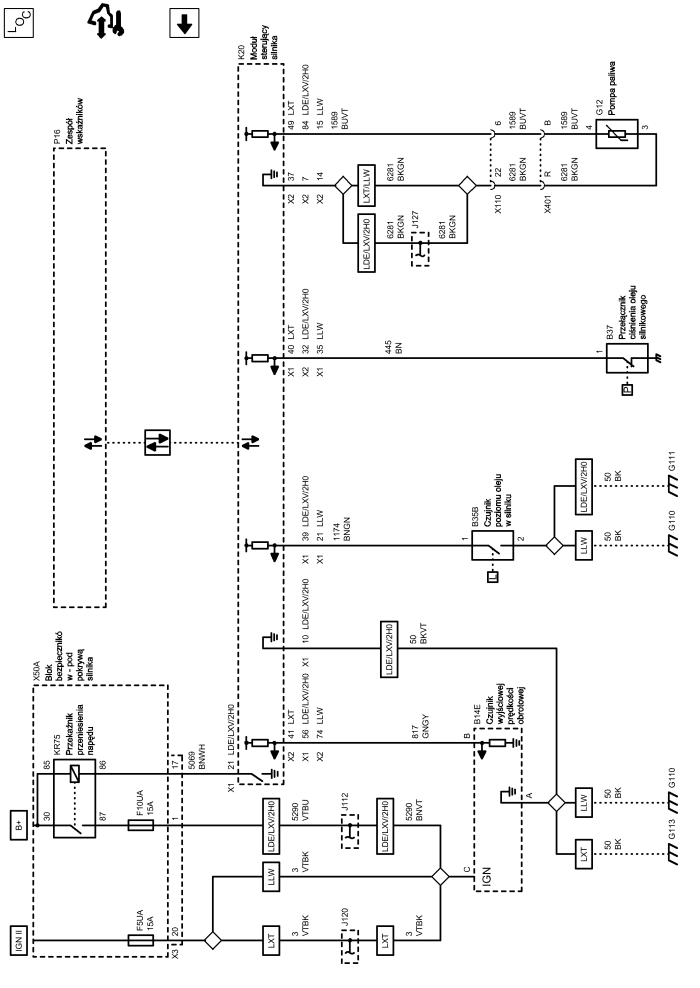 LOC
P16
Zespół
wskaźników
K20
Moduł
sterujący
silnika
X50A
Blok
bezpiecznikó
w - pod
pokrywą
silnika
B+
IGN II
KR75
Przekaźnik
przeniesienia
napędu
85
86
30
87
F10UA
15A
F5UA
15A
X3
20
1
17
5069
BNWH
X1
21 LDE/LXV/2H0
X2 41 LXT
X1 56 LDE/LXV/2H0
X2 74 LLW
X1 10 LDE/LXV/2H0
X1 39 LDE/LXV/2H0
X1 21 LLW
X1 40 LXT
X2 32 LDE/LXV/2H0
X1 35 LLW
X2 37
X2 7
X2 14
49 LXT
84 LDE/LXV/2H0
15 LLW
1589
BUVT
LXT/LLW
LDE/LXV/2H0
6281
BKGN
6281
BKGN
J127
6281
BKGN
X110
22
6
6281
BKGN
1589
BUVT
X401
R
B
6281
BKGN
1589
BUVT
G12
Pompa paliwa
4
3
445
BN
B37
Przełącznik
ciśnienia oleju
silnikowego
1
P
1174
BNGN
B35B
Czujnik
poziomu oleju
w silniku
1
2
L
LLW
LDE/LXV/2H0
50
BK
50
BK
G110
G111
LDE/LXV/2H0
50
BKVT
817
GNGY
B14E
Czujnik
wyjściowej
prędkości
obrotowej
B
A
C
IGN
LDE/LXV/2H0
5290
VTBU
J112
LDE/LXV/2H0
5290
BNVT
LLW
3
VTBK
LXT
3
VTBK
J120
LXT
3
VTBK
LLW
50
BK
G110
LXT
50
BK
G113